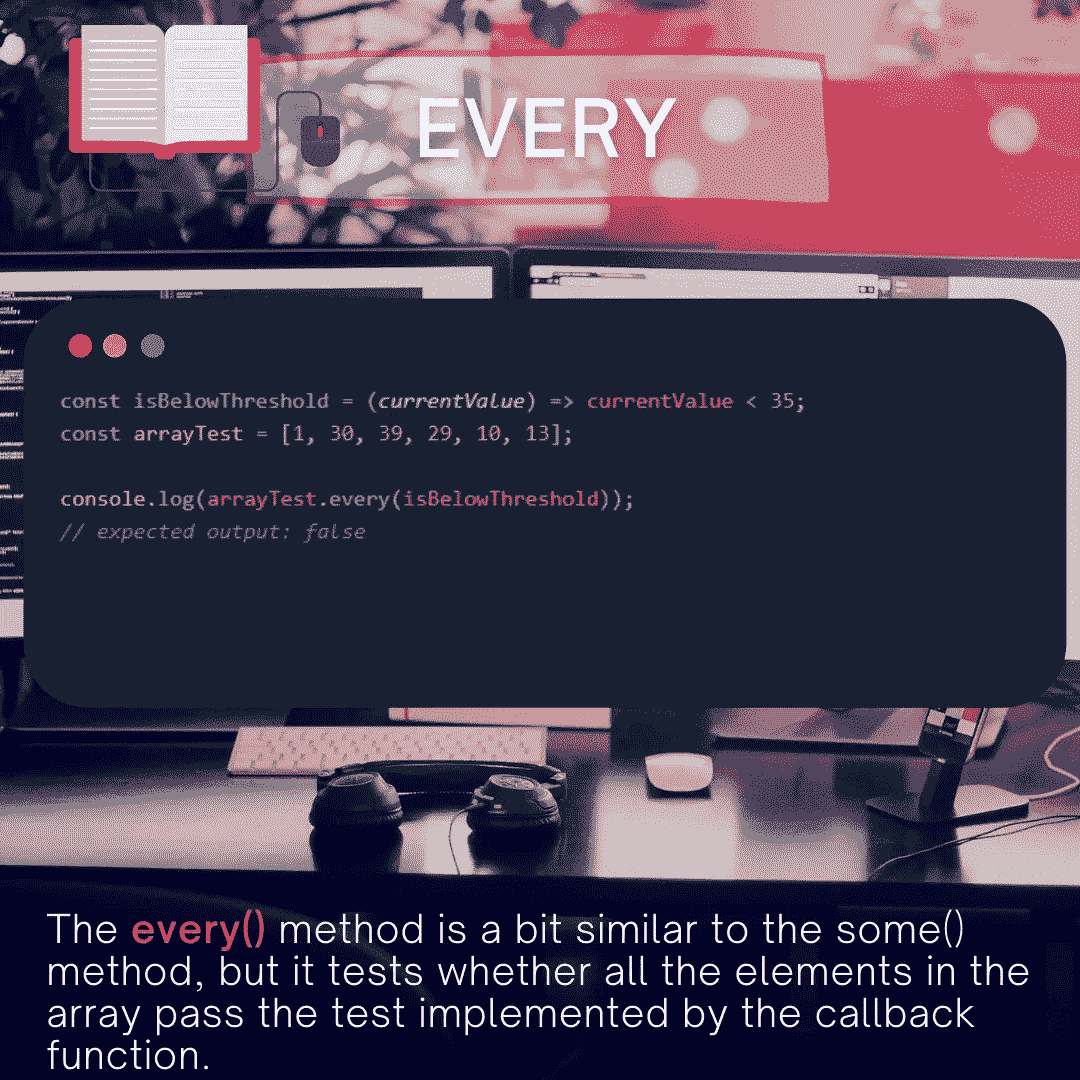 EVERY
const isBelowThreshold = (currentValue) => currentValue < 35;
const arrayTest = [1, 30, 39, 29, 10, 13];
console.log(arrayTest.every(isBelowThreshold));
// expected output: false
The every() method is a bit similar to the some()
method, but it tests whether all the elements in the
array pass the test implemented by the callback
function.